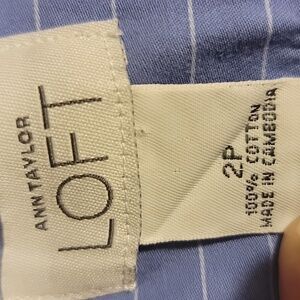 ANN TAYLOR
LOFT
2P
100% COTTON
MADE IN CAMBODIA